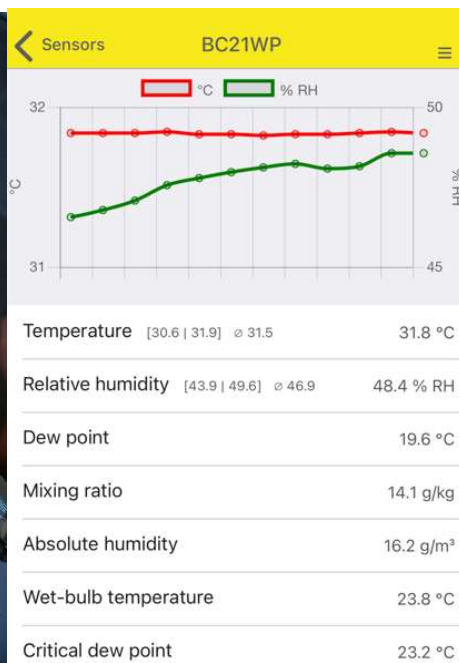 Sensors BC21WP ≡
°C % RH
32 50
°C % RH
31 45
Temperature [30.6 | 31.9] ⌀ 31.5 31.8 °C
Relative humidity [43.9 | 49.6] ⌀ 46.9 48.4 % RH
Dew point 19.6 °C
Mixing ratio 14.1 g/kg
Absolute humidity 16.2 g/m³
Wet-bulb temperature 23.8 °C
Critical dew point 23.2 °C